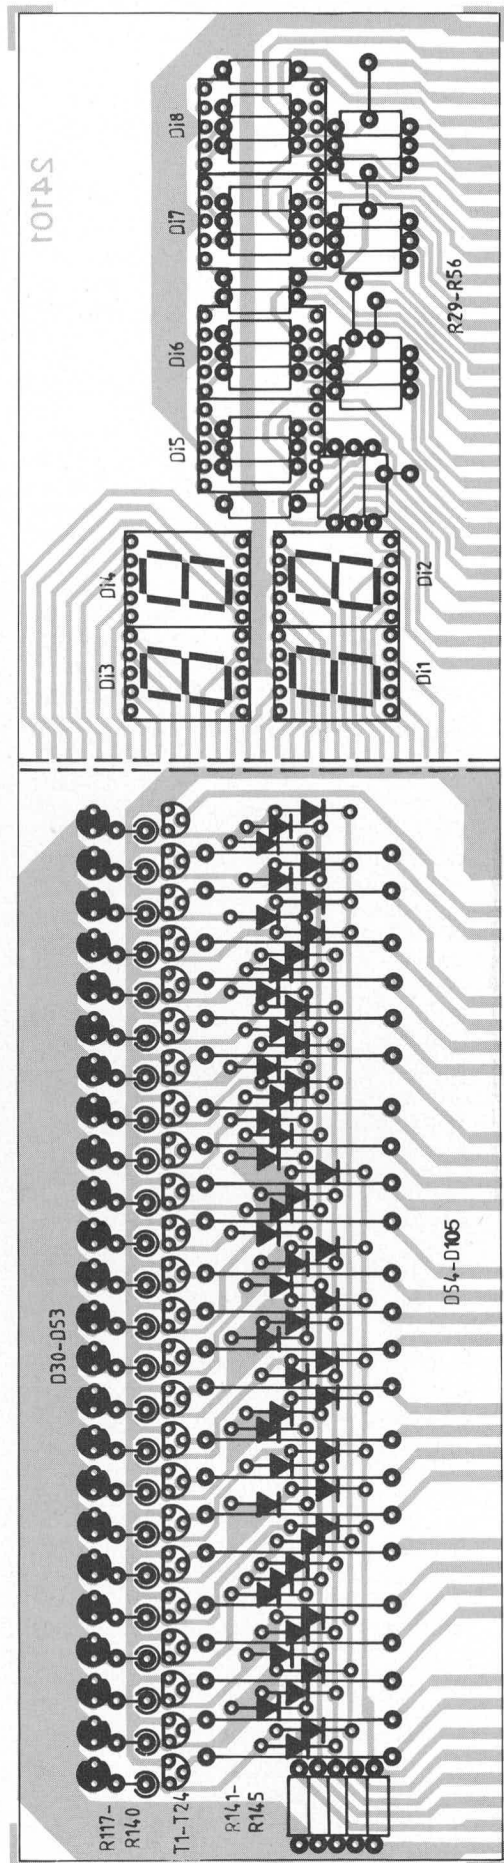 24101
Di8
Di7
Di6
Di5
R29-R56
Di4
Di3
Di2
Di1
D30-D53
D54-D105
R117-
R140
T1-T24
R141-
R145